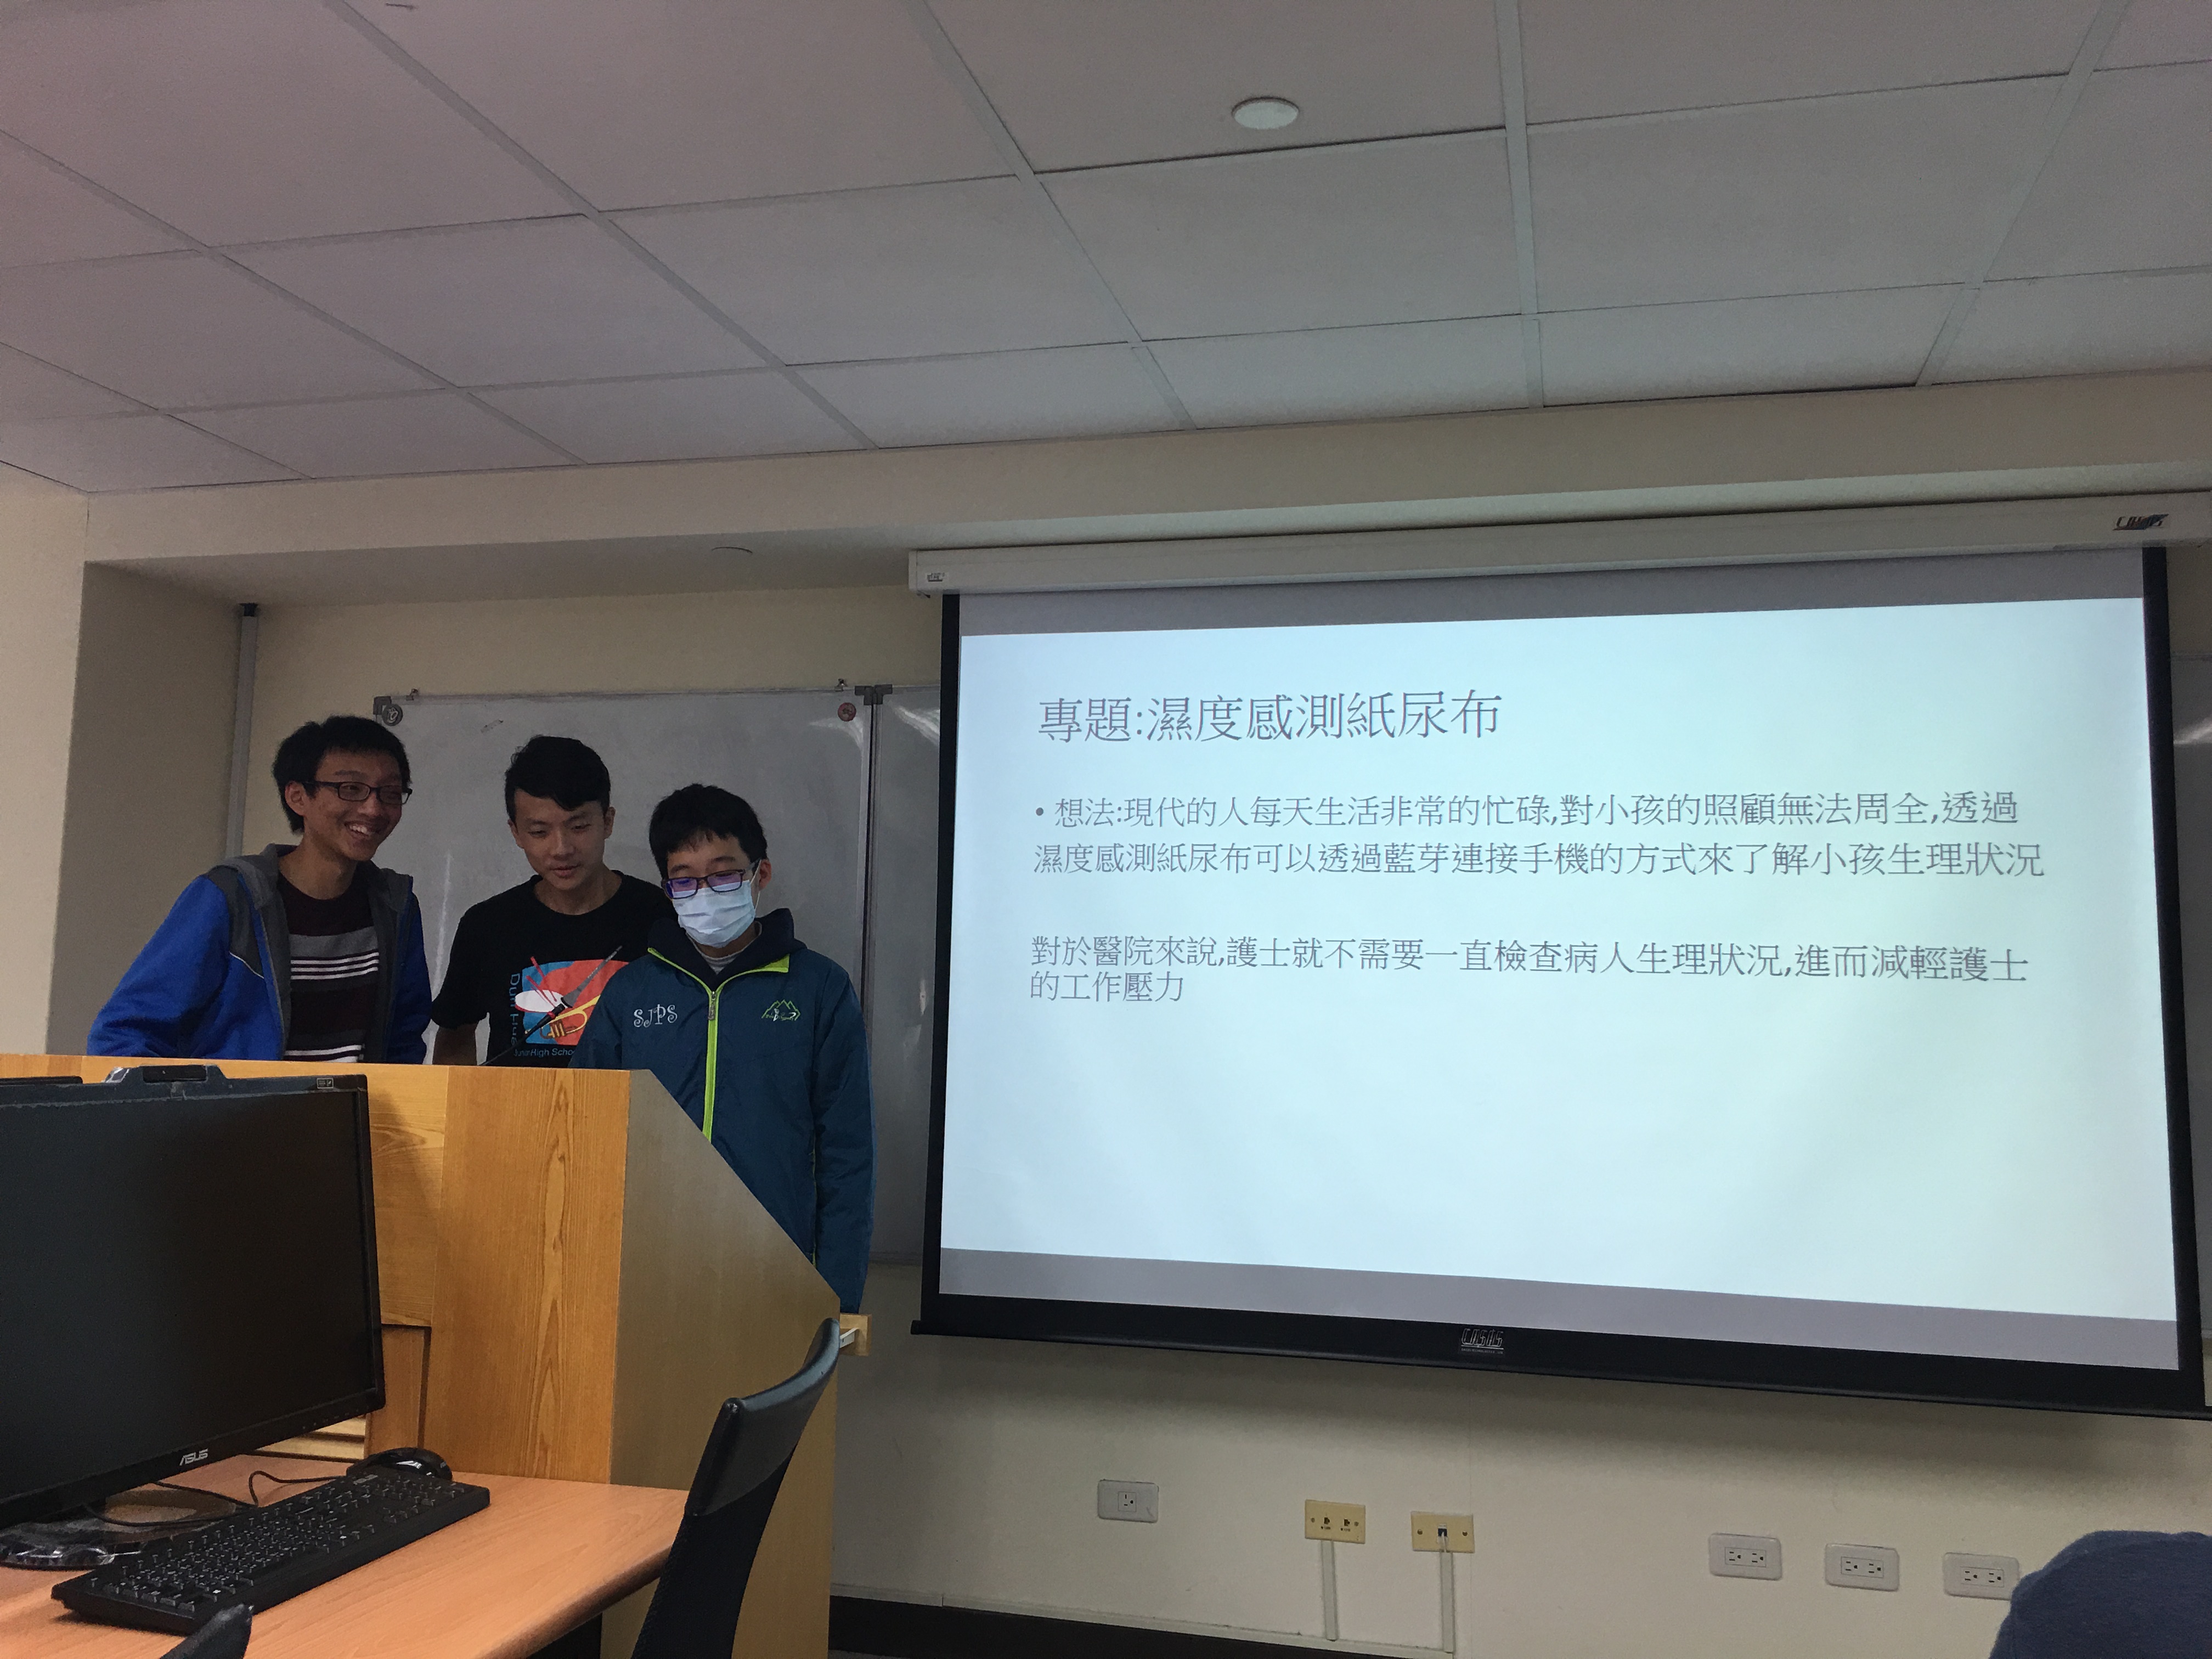 專題:濕度感測紙尿布
• 想法:現代的人每天生活非常的忙碌,對小孩的照顧無法周全,透過
濕度感測紙尿布可以透過藍芽連接手機的方式來了解小孩生理狀況
對於醫院來說,護士就不需要一直檢查病人生理狀況,進而減輕護士
的工作壓力
SJPS
High Scho
ASUS